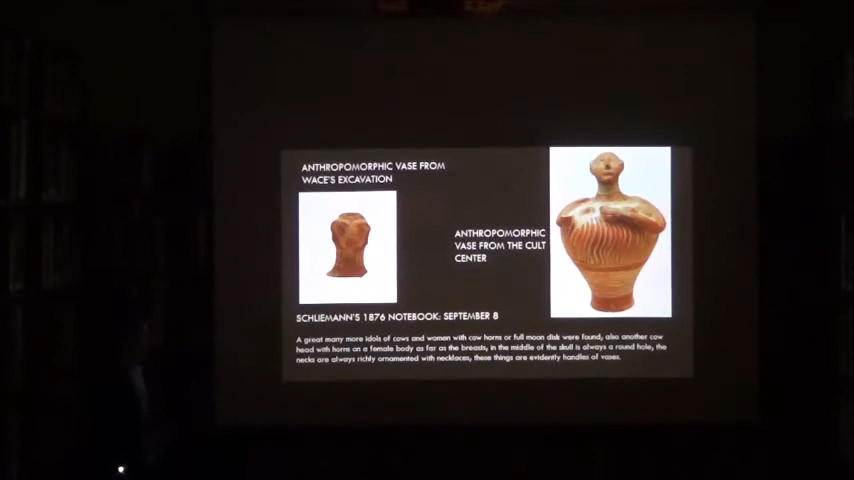 ANTHROPOMORPHIC VASE FROM
WACE'S EXCAVATION
ANTHROPOMORPHIC
VASE FROM THE CULT
CENTER
SCHLIEMANN'S 1876 NOTEBOOK: SEPTEMBER 8
A great many more idols of cows and women with cow horns or full moon disk were found, also another cow
head with horns on a female body as far as the breasts, in the middle of the skull is always a round hole, the
necks are always richly ornamented with necklaces, these things are evidently handles of vases.